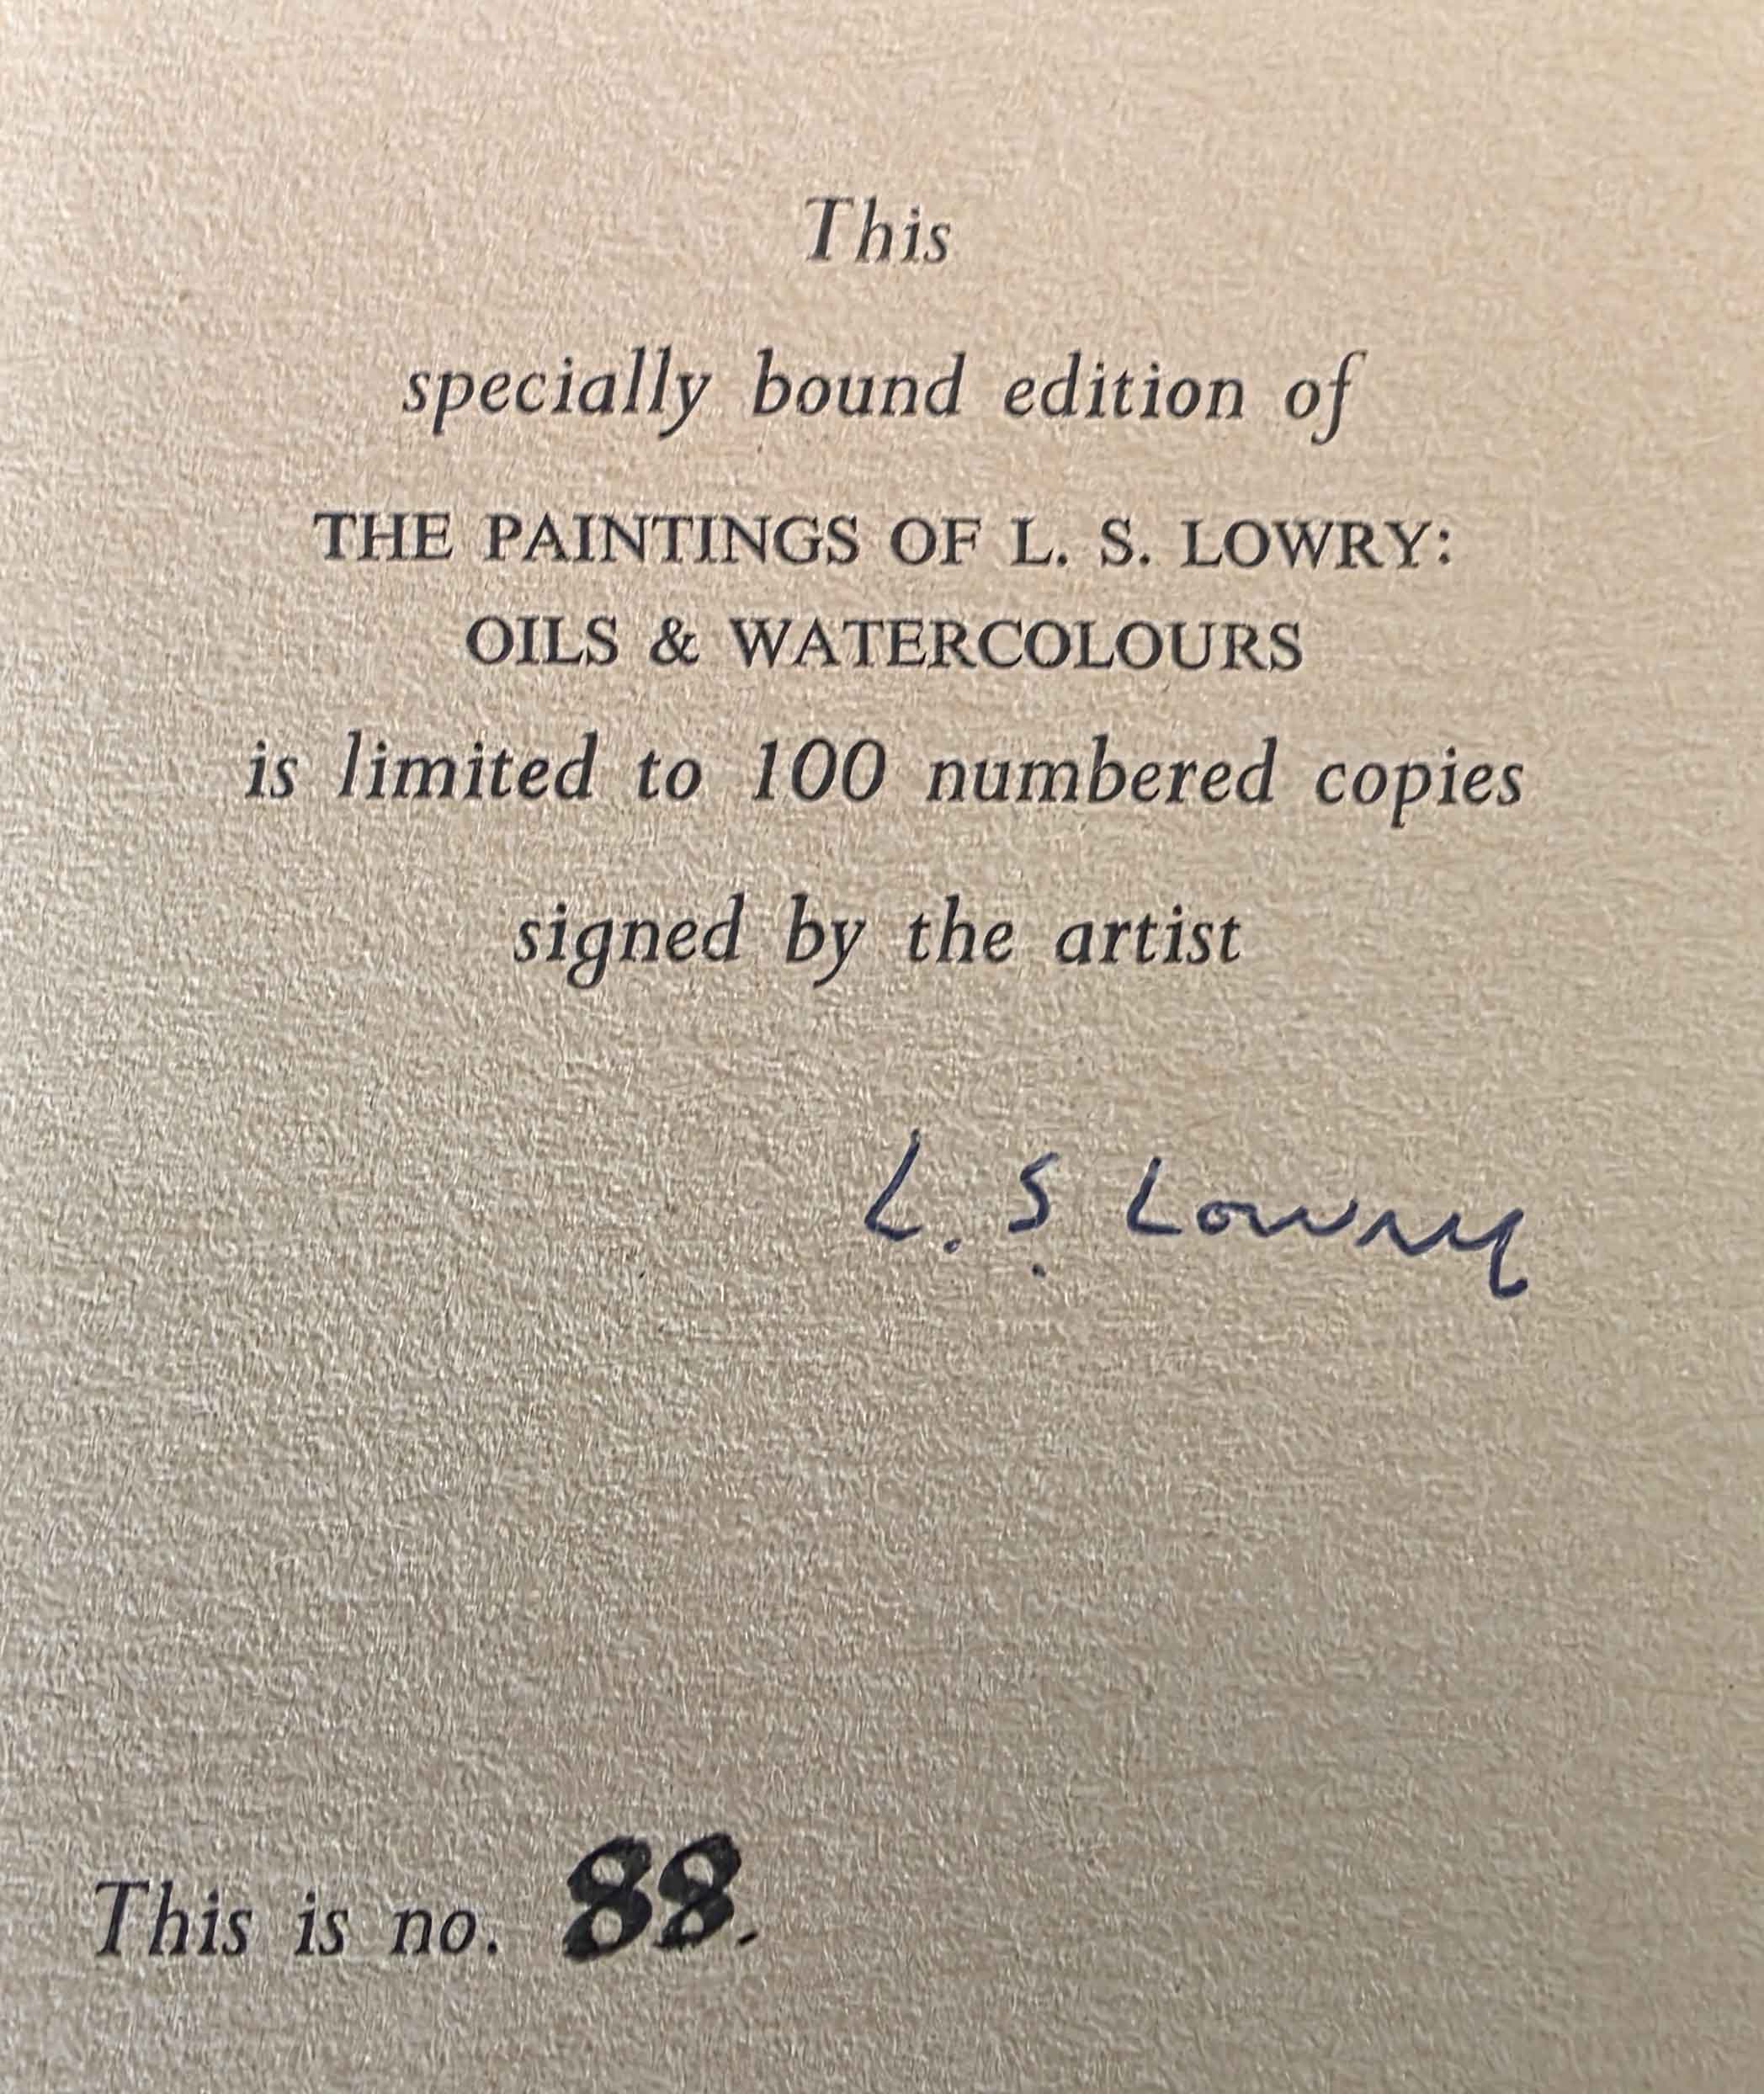 This
specially bound edition of
THE PAINTINGS OF L. S. LOWRY:
OILS & WATERCOLOURS
is limited to 100 numbered copies
signed by the artist
L. S. Lowry
This is no. 88.